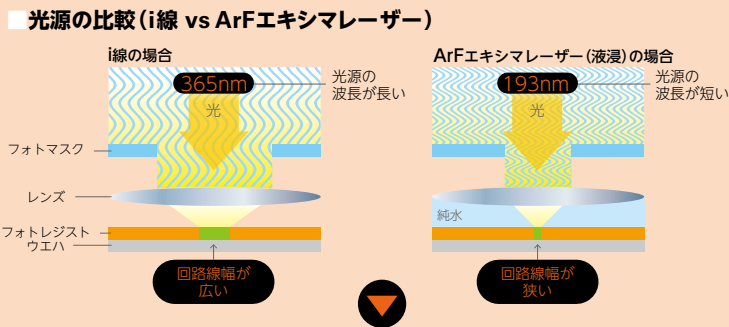 ■光源の比較（i線 vs ArFエキシマレーザー）
i線の場合
365nm
光源の
波長が長い
光
フォトマスク
レンズ
フォトレジスト
ウエハ
回路線幅が
広い
ArFエキシマレーザー（液浸）の場合
193nm
光源の
波長が短い
光
純水
回路線幅が
狭い